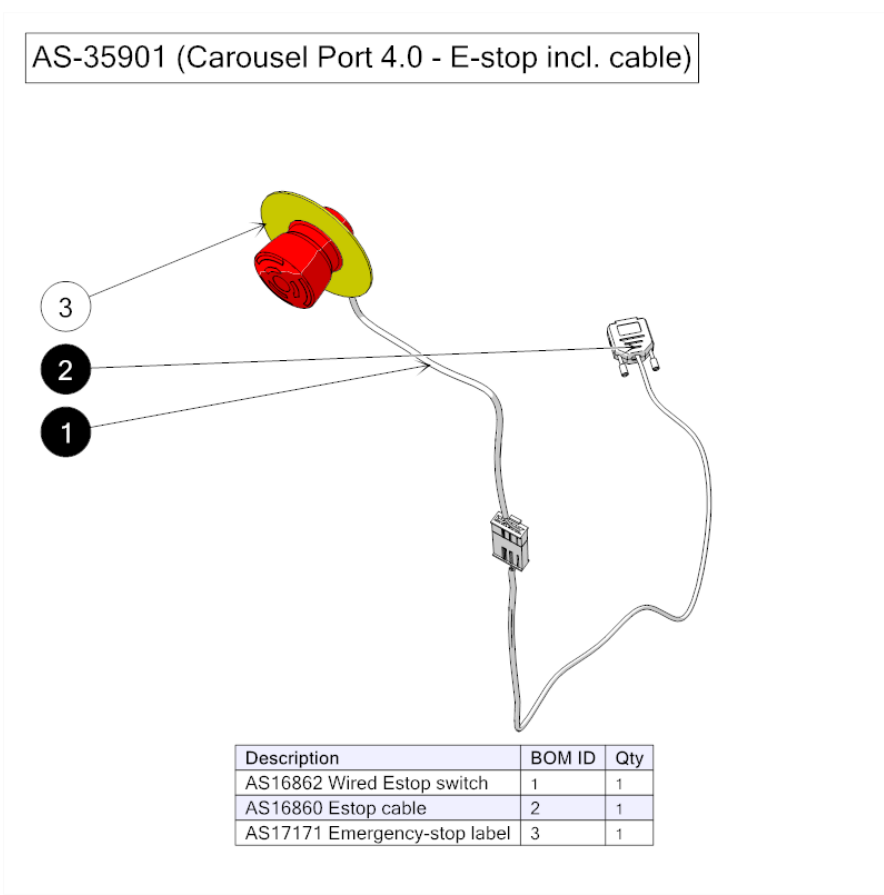 AS-35901 (Carousel Port 4.0 - E-stop incl. cable)
3
2
1
Description BOM ID Qty
AS16862 Wired Estop switch 1 1
AS16860 Estop cable 2 1
AS17171 Emergency-stop label 3 1